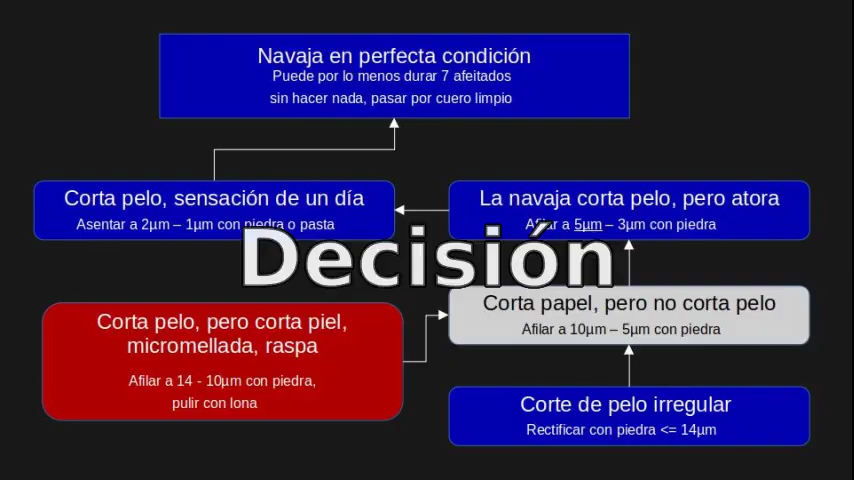 Navaja en perfecta condición
Puede por lo menos durar 7 afeitados
sin hacer nada, pasar por cuero limpio
Corta pelo, sensación de un día
Asentar a 2µm – 1µm con piedra o pasta
La navaja corta pelo, pero atora
Afilar a 5µm – 3µm con piedra
Decisión
Corta papel, pero no corta pelo
Afilar a 10µm – 5µm con piedra
Corta pelo, pero corta piel,
micromellada, raspa
Afilar a 14 - 10µm con piedra,
pulir con lona
Corte de pelo irregular
Rectificar con piedra <= 14µm